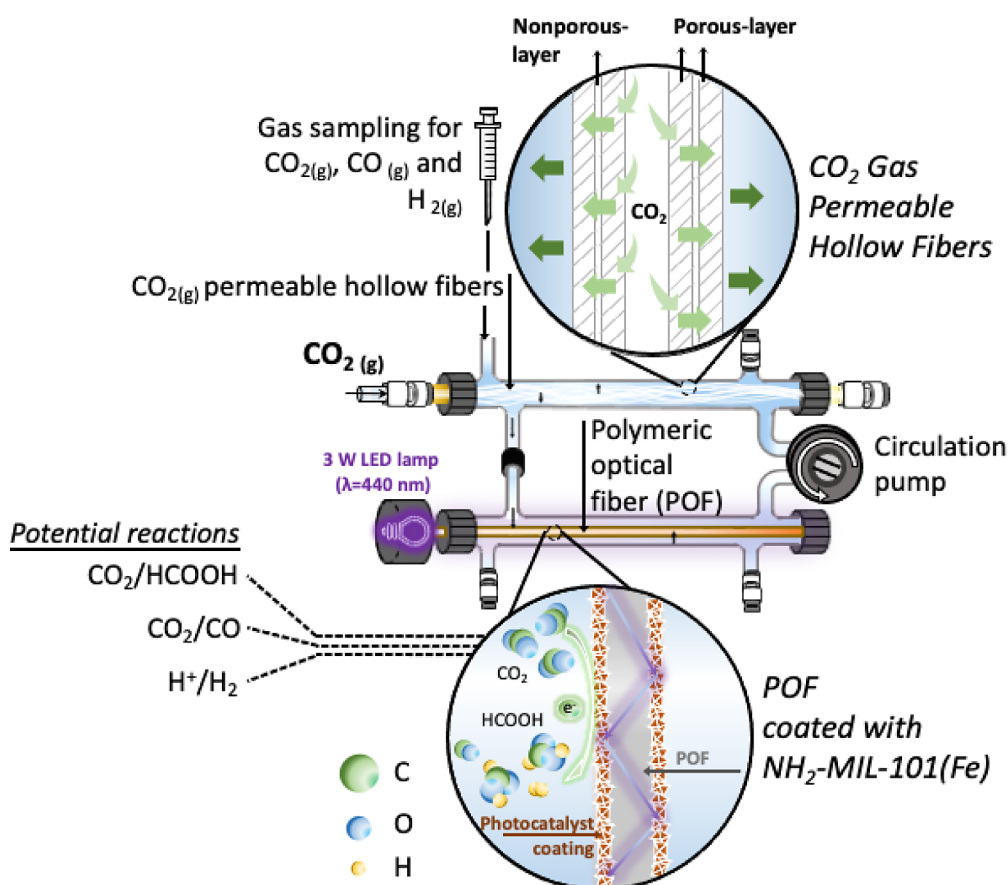 Nonporous-
layer
Porous-layer
Gas sampling for
CO2(g), CO (g) and
H 2(g)
CO2
CO2 Gas
Permeable
Hollow Fibers
CO2(g) permeable hollow fibers
CO2 (g)
3 W LED lamp
(λ=440 nm)
Polymeric
optical
fiber (POF)
Circulation
pump
Potential reactions
CO2/HCOOH
CO2/CO
H+/H2
CO2
e-
HCOOH
POF
POF
coated with
NH2-MIL-101(Fe)
Photocatalyst
coating
C
O
H